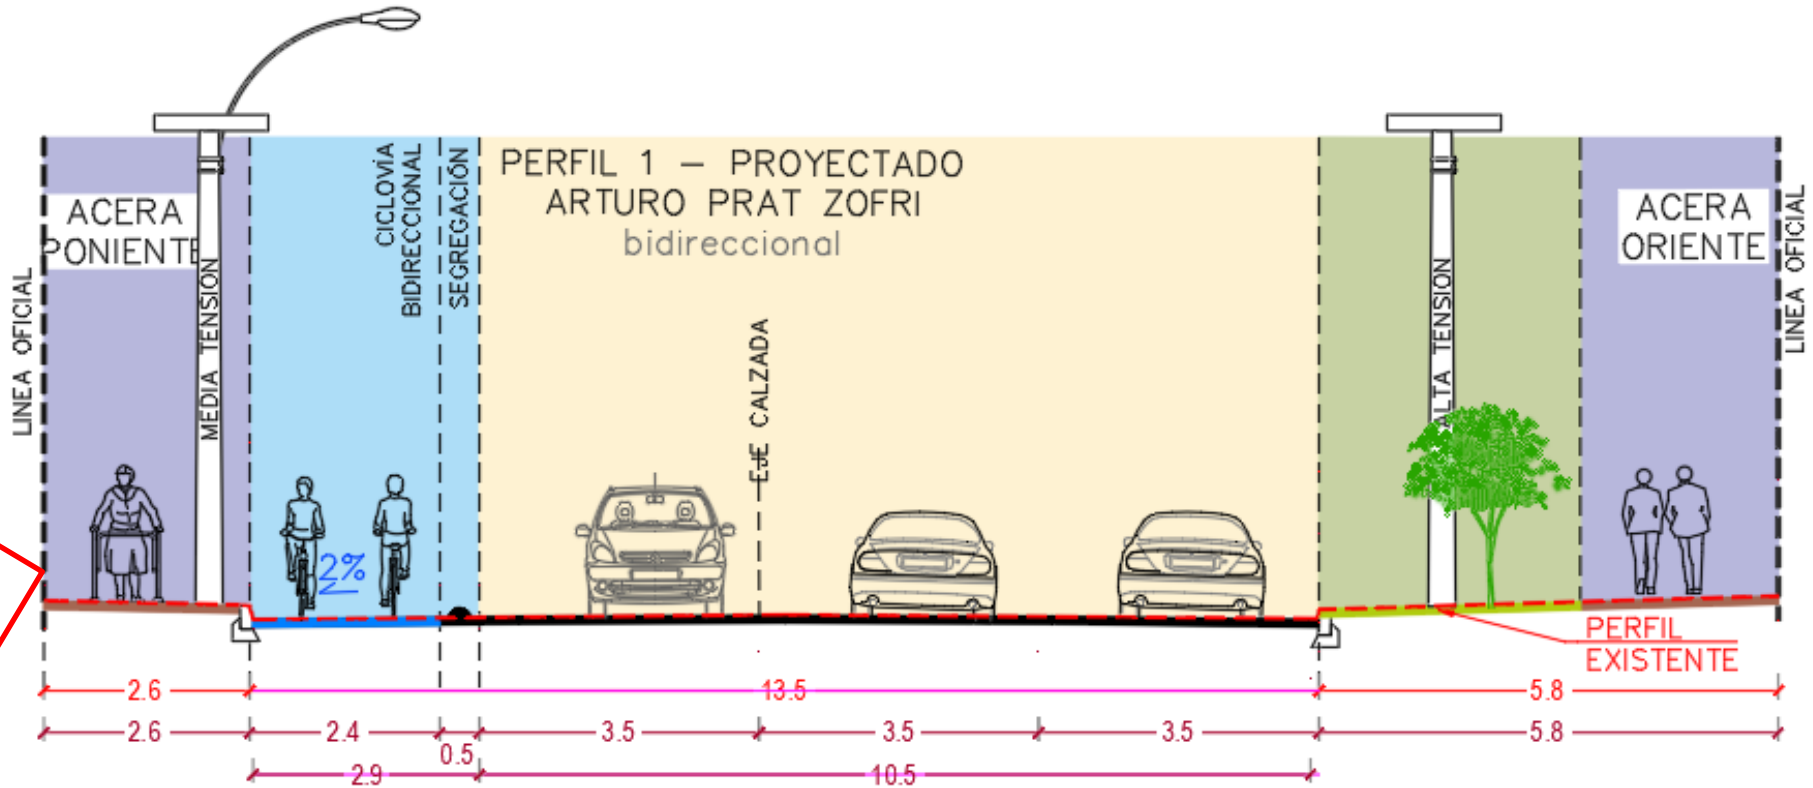 PERFIL 1 – PROYECTADO
ARTURO PRAT ZOFRI
bidireccional
LINEA OFICIAL
ACERA
PONIENTE
MEDIA TENSION
CICLOVíA
BIDIRECCIONAL
SEGREGACIÓN
EJE CALZADA
ALTA TENSION
ACERA
ORIENTE
LINEA OFICIAL
2%
PERFIL
EXISTENTE
2.6 13.5 5.8
2.6 2.4 0.5 3.5 3.5 3.5 5.8
2.9 10.5